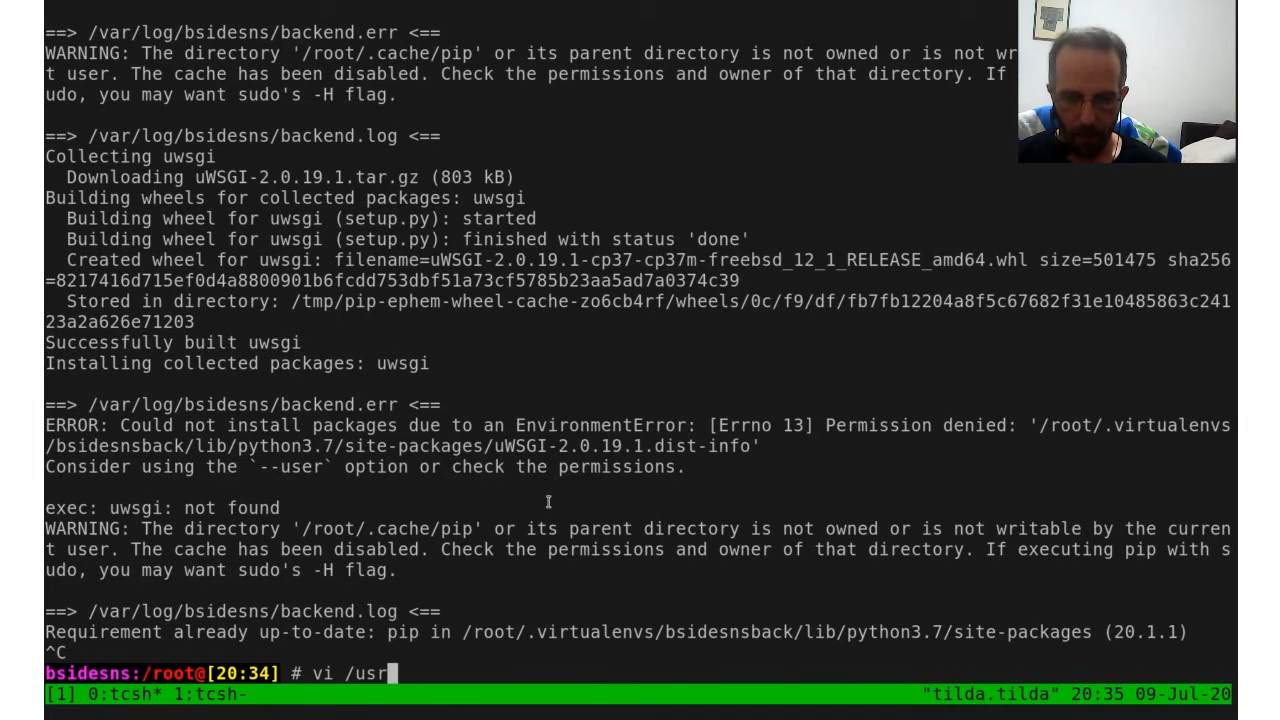 ==> /var/log/bsidesns/backend.err <==
WARNING: The directory '/root/.cache/pip' or its parent directory is not owned or is not wr
t user. The cache has been disabled. Check the permissions and owner of that directory. If
udo, you may want sudo's -H flag.
==> /var/log/bsidesns/backend.log <==
Collecting uwsgi
Downloading uWSGI-2.0.19.1.tar.gz (803 kB)
Building wheels for collected packages: uwsgi
Building wheel for uwsgi (setup.py): started
Building wheel for uwsgi (setup.py): finished with status 'done'
Created wheel for uwsgi: filename=uWSGI-2.0.19.1-cp37-cp37m-freebsd_12_1_RELEASE_amd64.whl size=501475 sha256
=8217416d715ef0d4a8800901b6fcdd753dbf51a73cf5785b23aa5ad7a0374c39
Stored in directory: /tmp/pip-ephem-wheel-cache-zo6cb4rf/wheels/0c/f9/df/fb7fb12204a8f5c67682f31e10485863c241
23a2a626e71203
Successfully built uwsgi
Installing collected packages: uwsgi
==> /var/log/bsidesns/backend.err <==
ERROR: Could not install packages due to an EnvironmentError: [Errno 13] Permission denied: '/root/.virtualenvs
/bsidesnsback/lib/python3.7/site-packages/uWSGI-2.0.19.1.dist-info'
Consider using the `--user` option or check the permissions.
exec: uwsgi: not found
WARNING: The directory '/root/.cache/pip' or its parent directory is not owned or is not writable by the curren
t user. The cache has been disabled. Check the permissions and owner of that directory. If executing pip with s
udo, you may want sudo's -H flag.
==> /var/log/bsidesns/backend.log <==
Requirement already up-to-date: pip in /root/.virtualenvs/bsidesnsback/lib/python3.7/site-packages (20.1.1)
^C
bsidesns:/root@[20:34] # vi /usr
[1] 0:tcsh* 1:tcsh- "tilda.tilda" 20:35 09-Jul-20